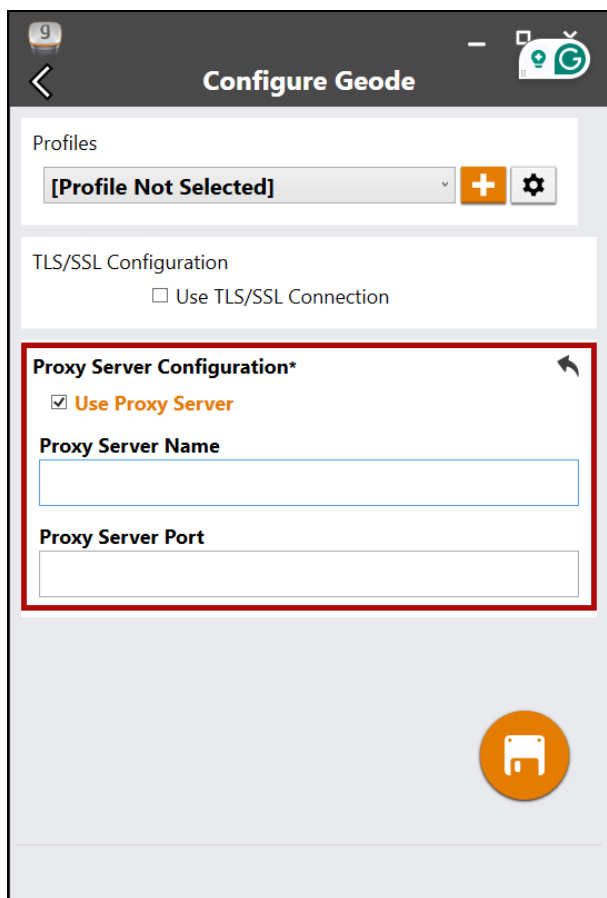 g
G
Configure Geode
Profiles
[Profile Not Selected]
TLS/SSL Configuration
Use TLS/SSL Connection
Proxy Server Configuration*
Use Proxy Server
Proxy Server Name
Proxy Server Port